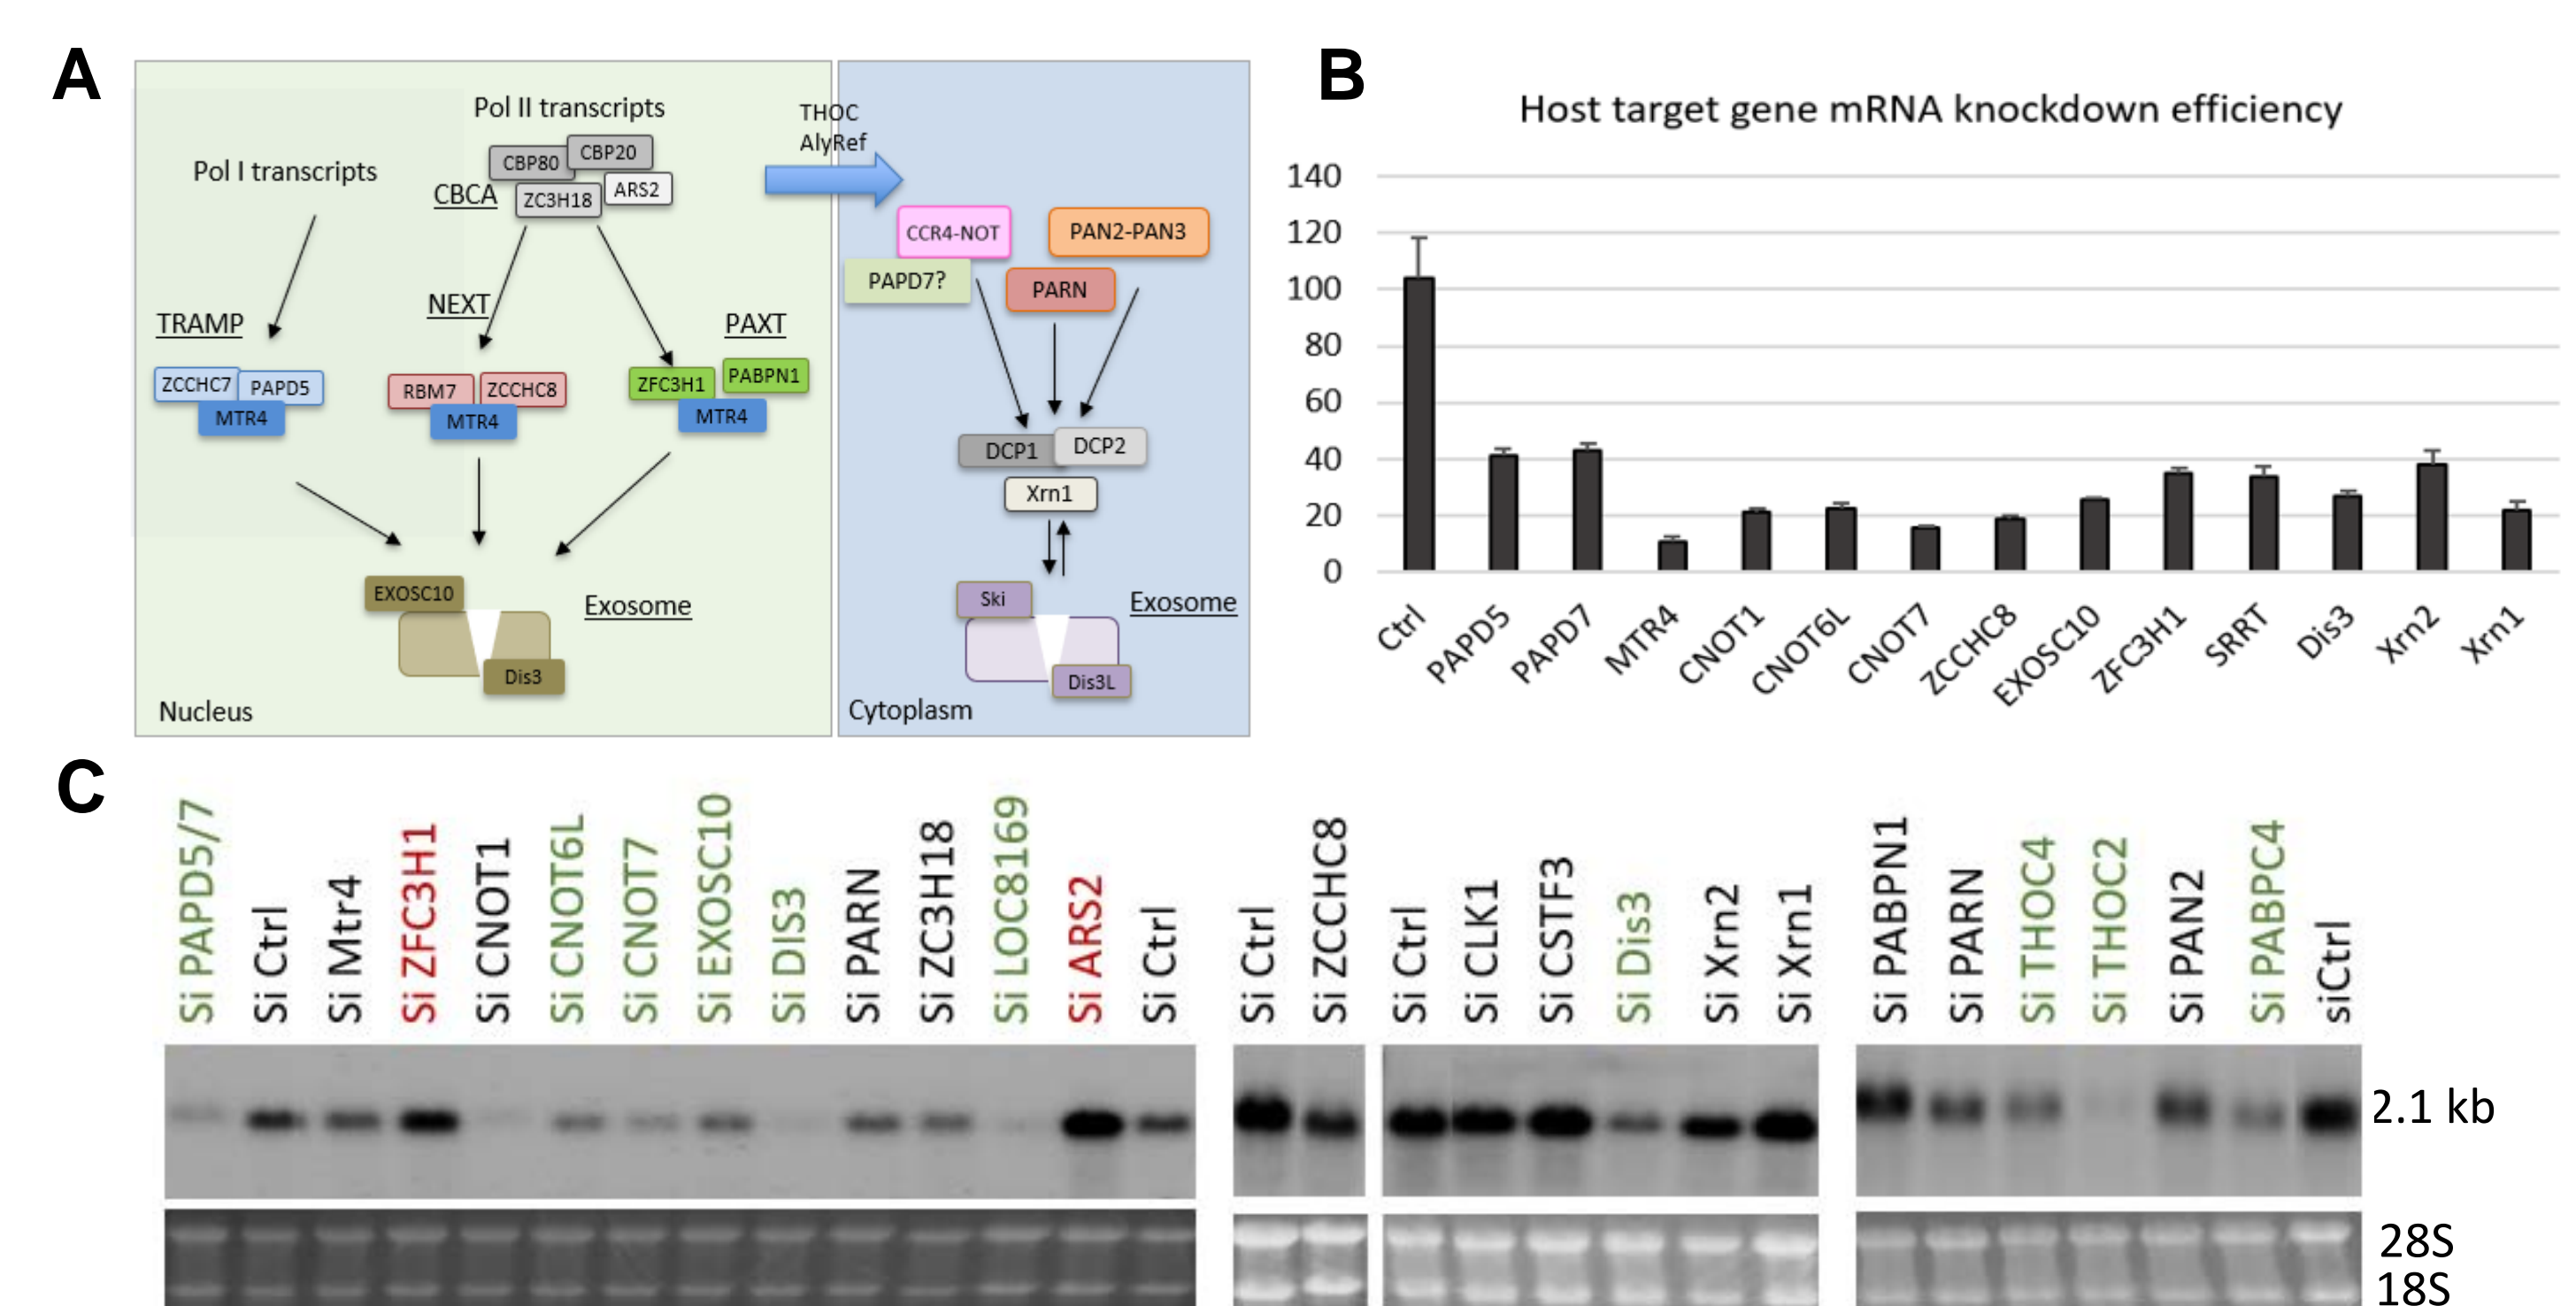 A
Pol II transcripts
CBP80
CBP20
Pol I transcripts
CBCA
ZC3H18
ARS2
THOC
AlyRef
CCR4-NOT
PAN2-PAN3
PAPD7?
PARN
NEXT
TRAMP
PAXT
ZCCHC7
PAPD5
MTR4
RBM7
ZCCHC8
MTR4
ZFC3H1
PABPN1
MTR4
DCP1
DCP2
Xrn1
EXOSC10
Exosome
Dis3
Nucleus
Ski
Exosome
Dis3L
Cytoplasm
B
Host target gene mRNA knockdown efficiency
140
120
100
80
60
40
20
0
Ctrl
PAPD5
PAPD7
MTR4
CNOT1
CNOT6L
CNOT7
ZCCHC8
EXOSC10
ZFC3H1
SRRT
Dis3
Xrn2
Xrn1
C
Si PAPD5/7
Si Ctrl
Si Mtr4
Si ZFC3H1
Si CNOT1
Si CNOT6L
Si CNOT7
Si EXOSC10
Si DIS3
Si PARN
Si ZC3H18
Si LOC8169
Si ARS2
Si Ctrl
Si Ctrl
Si ZCCHC8
Si Ctrl
Si CLK1
Si CSTF3
Si Dis3
Si Xrn2
Si Xrn1
Si PABPN1
Si PARN
Si THOC4
Si THOC2
Si PAN2
Si PABPC4
siCtrl
2.1 kb
28S
18S